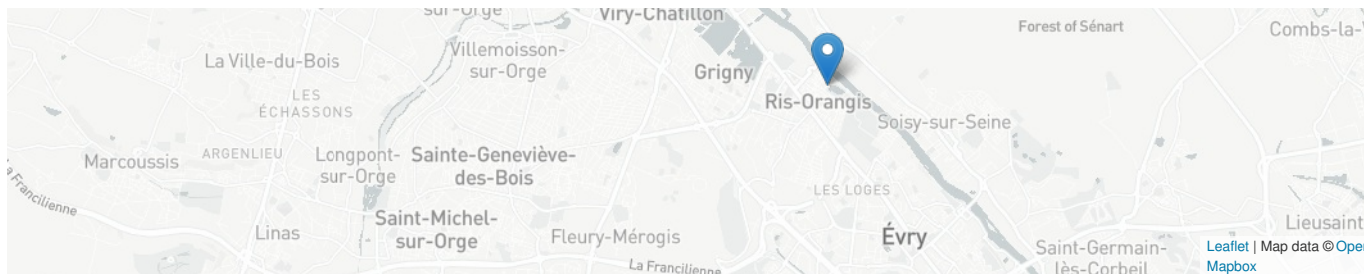 sur-Orge
Viry-Chatillon
Forest of Sénart
Combs-la-V
Villemoisson-
sur-Orge
La Ville-du-Bois
Grigny
LES
ÉCHASSONS
Ris-Orangis
Soisy-sur-Seine
Marcoussis
ARGENLIEU
Longpont-
sur-Orge
Sainte-Geneviève-
des-Bois
La Francilienne
LES LOGES
Saint-Michel-
sur-Orge
Linas
Fleury-Mérogis
Évry
Lieusaint
Saint-Germain-
lès-Corbeil
La Francilienne
Leaflet | Map data © Ope
Mapbox